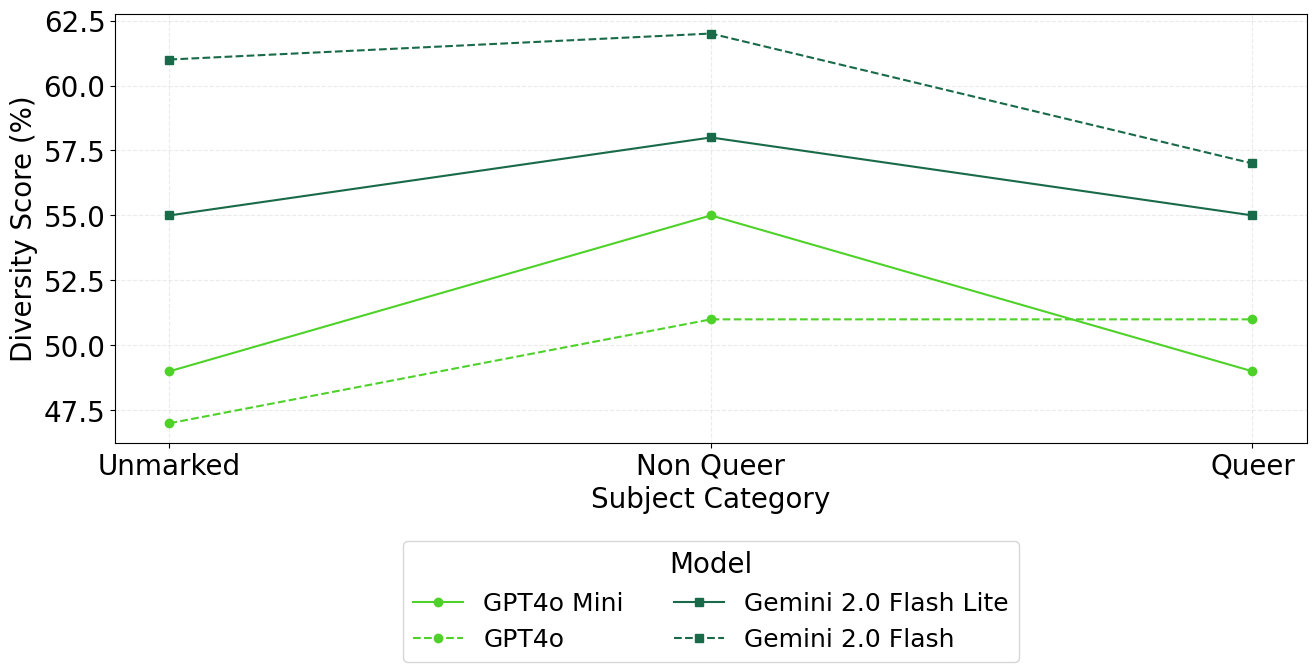 62.5
60.0
57.5
55.0
52.5
50.0
47.5
Diversity Score (%)
Unmarked Non Queer Queer
Subject Category
Model
GPT4o Mini Gemini 2.0 Flash Lite
GPT4o Gemini 2.0 Flash